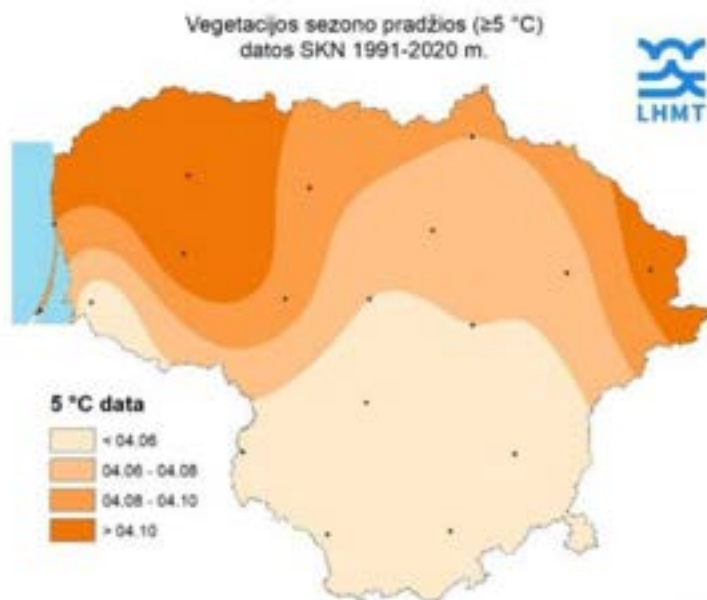 Vegetacijos sezono pradžios (≥5 °C)
datos SKN 1991-2020 m.
LHMT
5 °C data
< 04.06
04.06 - 04.08
04.08 - 04.10
> 04.10